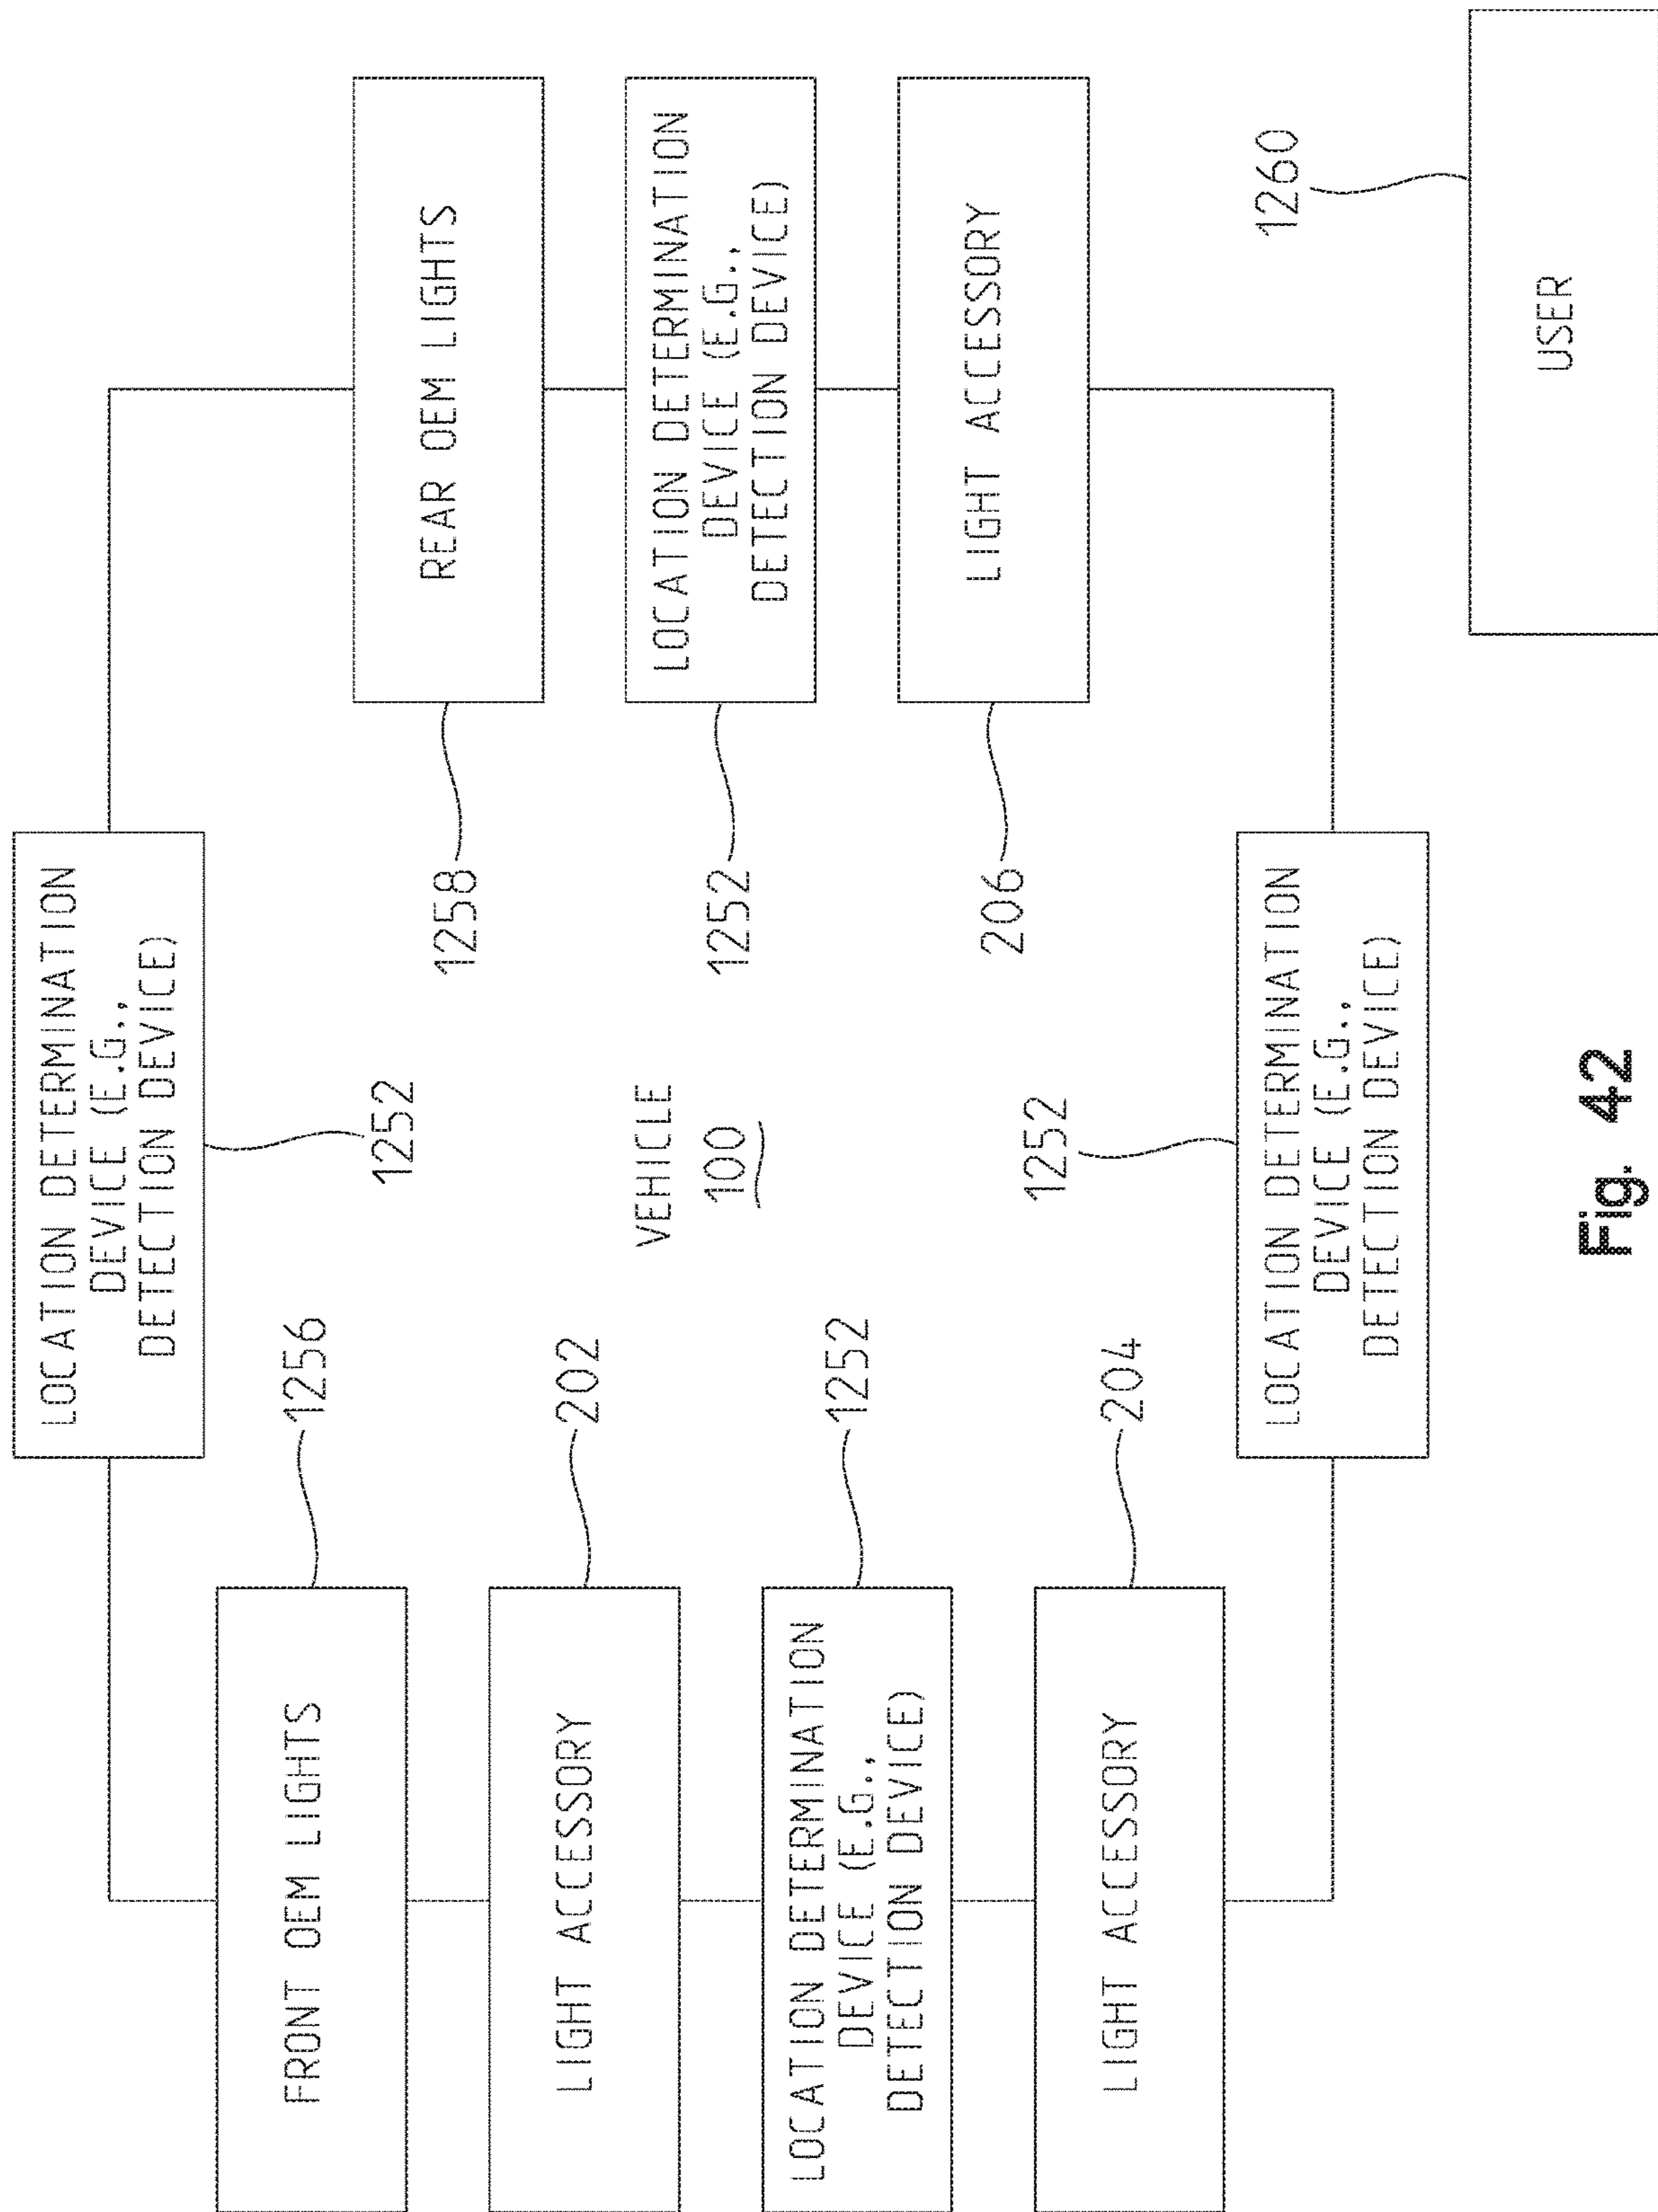 LOCATION DETERMINATION
DEVICE (E.G.,
DETECTION DEVICE)
1252
FRONT OEM LIGHTS
1256
LIGHT ACCESSORY
202
LOCATION DETERMINATION
DEVICE (E.G.,
DETECTION DEVICE)
1252
LIGHT ACCESSORY
204
VEHICLE
100
1258
REAR OEM LIGHTS
1252
LOCATION DETERMINATION
DEVICE (E.G.,
DETECTION DEVICE)
206
LIGHT ACCESSORY
1252
LOCATION DETERMINATION
DEVICE (E.G.,
DETECTION DEVICE)
1260
USER
Fig. 42